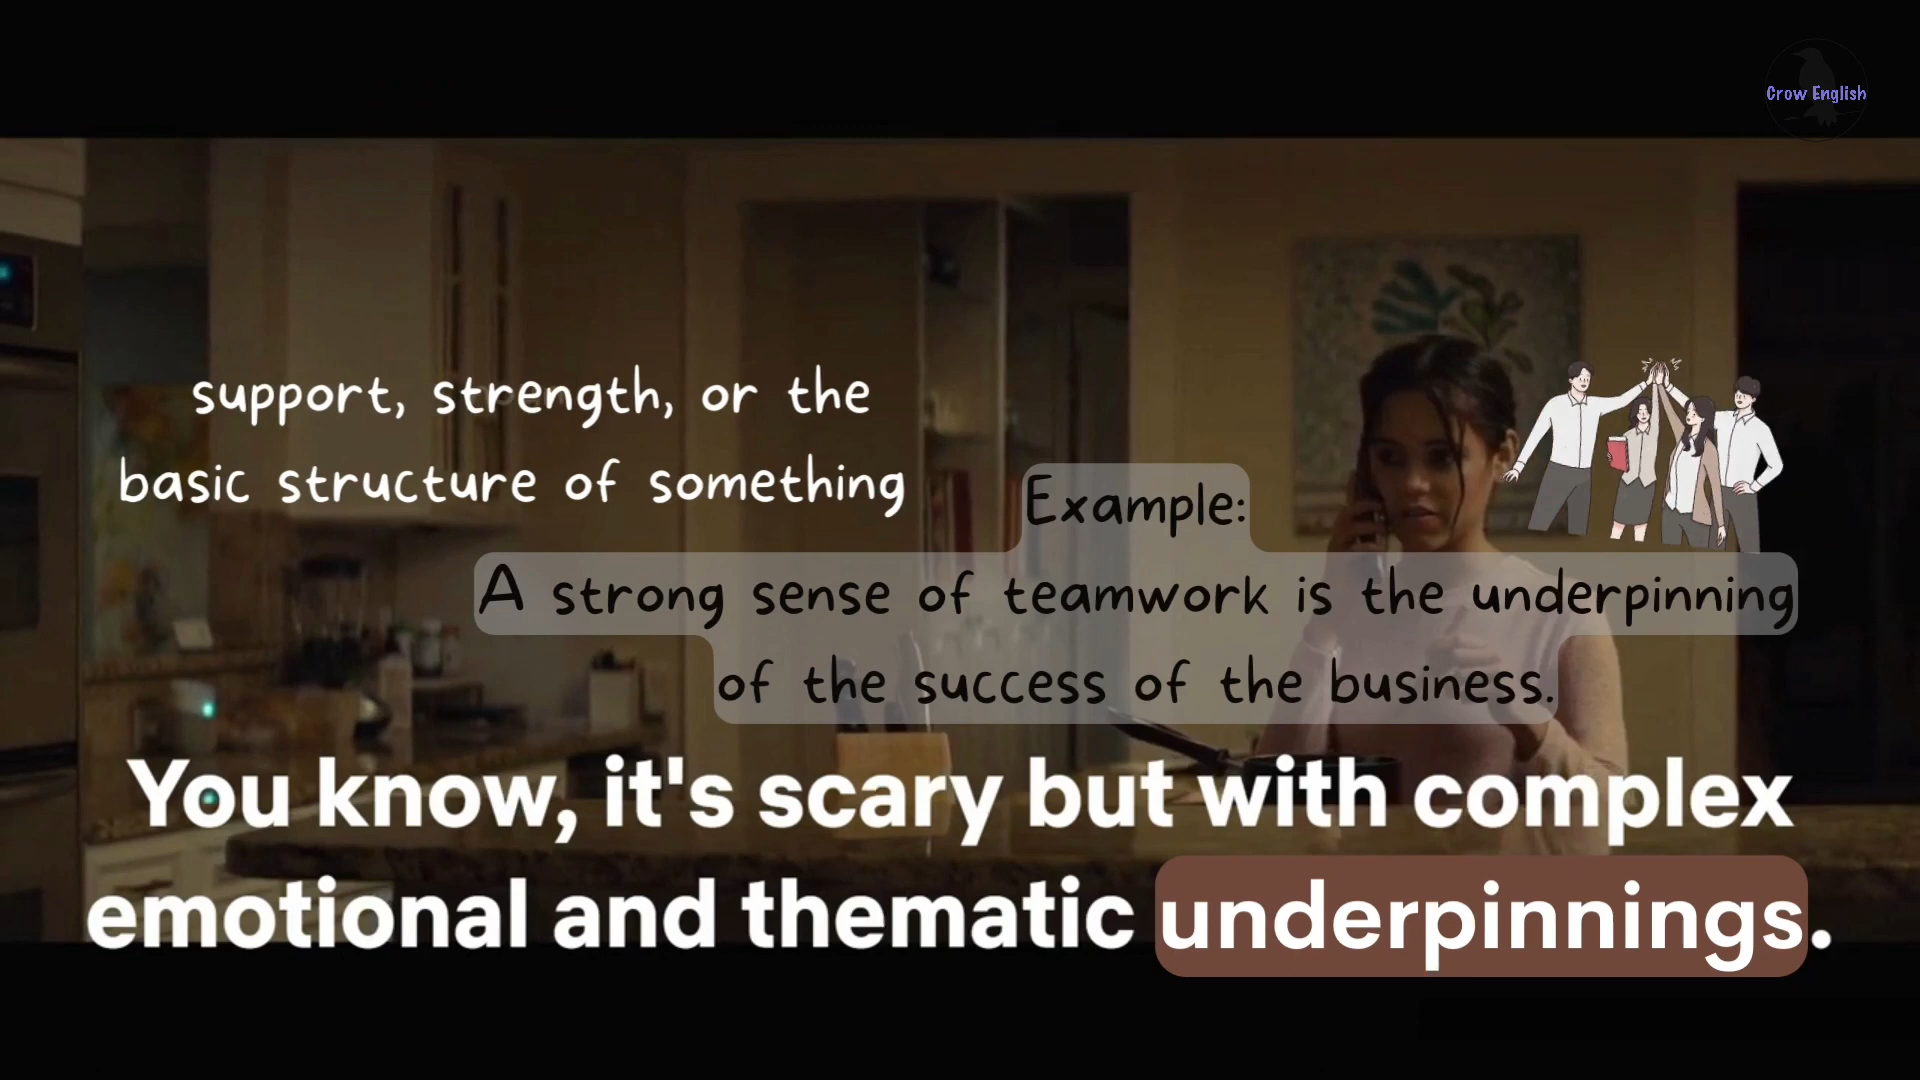 Crow English
support, strength, or the
basic structure of something
Example:
A strong sense of teamwork is the underpinning
of the success of the business.
You know, it's scary but with complex
emotional and thematic underpinnings.